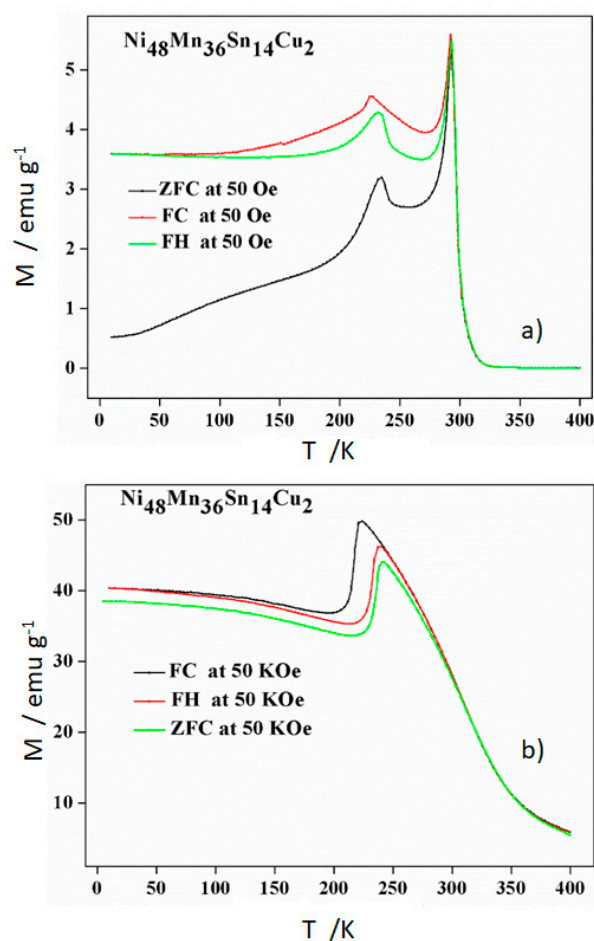 Ni48Mn36Sn14Cu2
5
4
3
2
1
0
ZFC at 50 Oe
FC at 50 Oe
FH at 50 Oe
a)
M / emu g-1
0 50 100 150 200 250 300 350 400
T /K
Ni48Mn36Sn14Cu2
50
40
30
20
10
FC at 50 KOe
FH at 50 KOe
ZFC at 50 KOe
b)
M / emu g-1
0 50 100 150 200 250 300 350 400
T /K